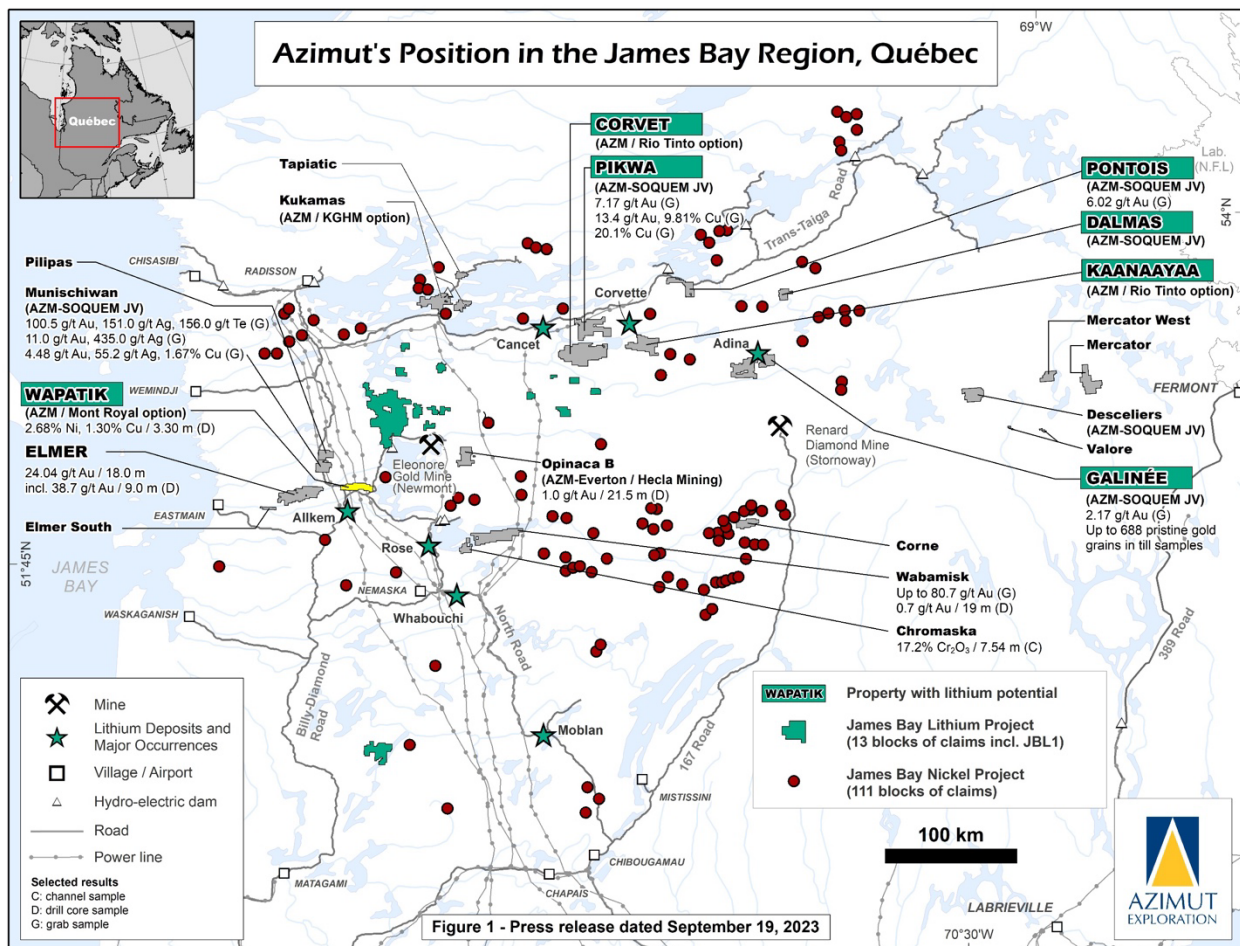 Azimut's Position in the James Bay Region, Québec
Québec
69°W
Lab.
(N.F.L)
54°N
CORVET
(AZM / Rio Tinto option)
PIKWA
(AZM-SOQUEM JV)
7.17 g/t Au (G)
13.4 g/t Au, 9.81% Cu (G)
20.1% Cu (G)
Tapiatic
Kukamas
(AZM / KGHM option)
Trans-Taiga
Road
PONTOIS
(AZM-SOQUEM JV)
6.02 g/t Au (G)
DALMAS
(AZM-SOQUEM JV)
KAANAAYAA
(AZM / Rio Tinto option)
CHISASIBI
RADISSON
Pilipas
Munischiwan
(AZM-SOQUEM JV)
100.5 g/t Au, 151.0 g/t Ag, 156.0 g/t Te (G)
11.0 g/t Au, 435.0 g/t Ag (G)
4.48 g/t Au, 55.2 g/t Ag, 1.67% Cu (G)
Corvette
Cancet
Adina
Mercator West
Mercator
FERMONT
WEMINDJI
WAPATIK
(AZM / Mont Royal option)
2.68% Ni, 1.30% Cu / 3.30 m (D)
Desceliers
(AZM-SOQUEM JV)
Valore
Renard
Diamond Mine
(Stornoway)
ELMER
24.04 g/t Au / 18.0 m
incl. 38.7 g/t Au / 9.0 m (D)
Eleonore
Gold Mine
(Newmont)
Opinaca B
(AZM-Everton / Hecla Mining)
1.0 g/t Au / 21.5 m (D)
GALINÉE
(AZM-SOQUEM JV)
2.17 g/t Au (G)
Up to 688 pristine gold
grains in till samples
EASTMAIN
Allkem
Elmer South
Rose
Corne
51°45'N
JAMES
BAY
NEMASKA
Wabamisk
Up to 80.7 g/t Au (G)
0.7 g/t Au / 19 m (D)
WASKAGANISH
Whabouchi
Chromaska
17.2% Cr₂O₃ / 7.54 m (C)
North Road
389 Road
Billy-Diamond
Road
167 Road
Moblan
MISTISSINI
CHIBOUGAMAU
CHAPAIS
MATAGAMI
LABRIEVILLE
70°30'W
Mine
Lithium Deposits and
Major Occurrences
Village / Airport
Hydro-electric dam
Road
Power line
Selected results
C: channel sample
D: drill core sample
G: grab sample
WAPATIK Property with lithium potential
James Bay Lithium Project
(13 blocks of claims incl. JBL1)
James Bay Nickel Project
(111 blocks of claims)
100 km
AZIMUT
EXPLORATION
Figure 1 - Press release dated September 19, 2023